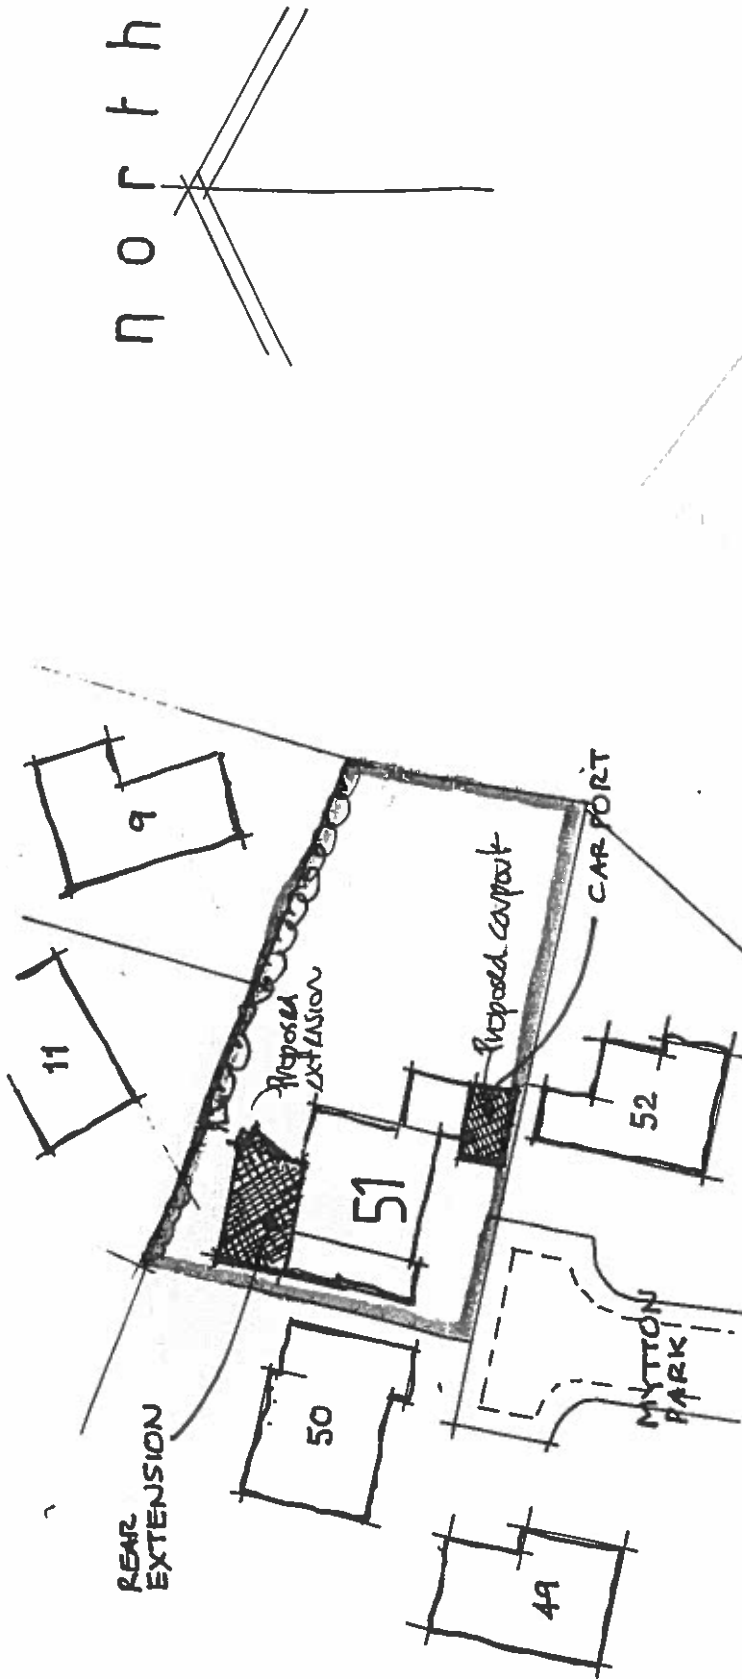 north
9
11
Proposed
extension
Proposed carport
CAR PORT
51
52
REAR
EXTENSION
50
49
MYTTON
PARK